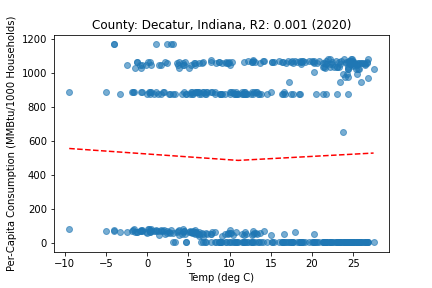 County: Decatur, Indiana, R2: 0.001 (2020)
Per-Capita Consumption (MMBtu/1000 Households)
1200
1000
800
600
400
200
0
−10 −5 0 5 10 15 20 25
Temp (deg C)